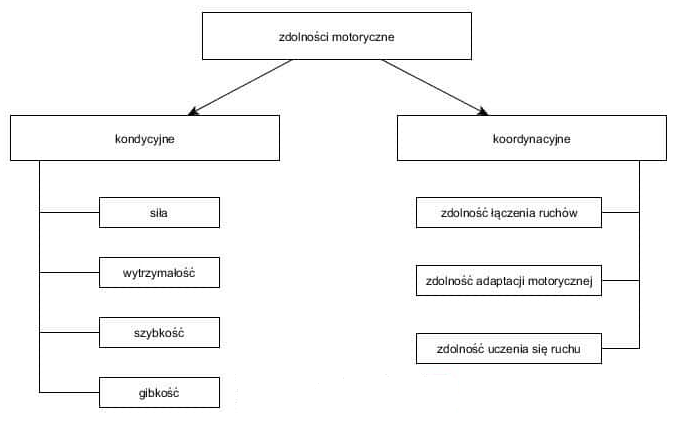 zdolności motoryczne
kondycyjne
koordynacyjne
siła
wytrzymałość
szybkość
gibkość
zdolność łączenia ruchów
zdolność adaptacji motorycznej
zdolność uczenia się ruchu